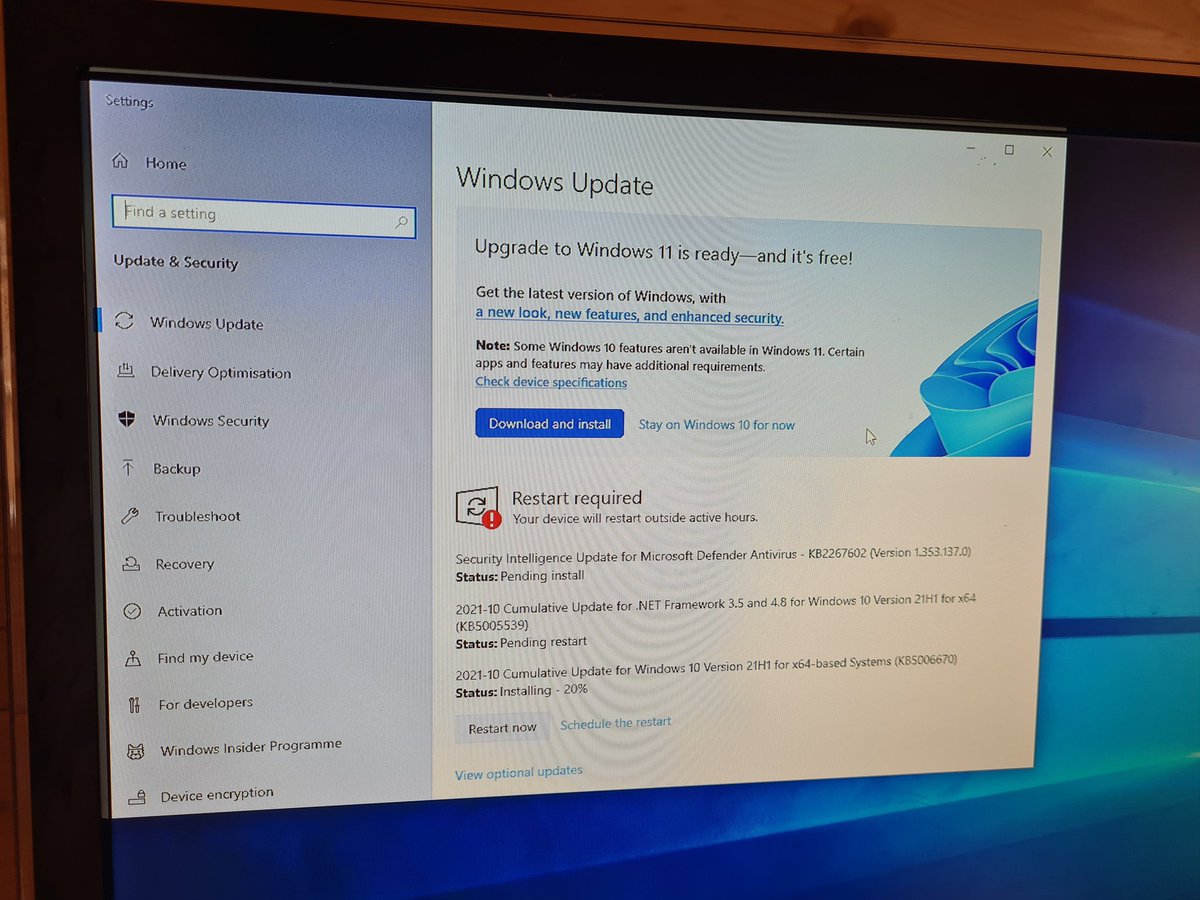 Settings
Home
Find a setting
Update & Security
Windows Update
Delivery Optimisation
Windows Security
Backup
Troubleshoot
Recovery
Activation
Find my device
For developers
Windows Insider Programme
Device encryption
Windows Update
Upgrade to Windows 11 is ready—and it's free!
Get the latest version of Windows, with
a new look, new features, and enhanced security.
Note: Some Windows 10 features aren't available in Windows 11. Certain
apps and features may have additional requirements.
Check device specifications
Download and install
Stay on Windows 10 for now
Restart required
Your device will restart outside active hours.
Security Intelligence Update for Microsoft Defender Antivirus - KB2267602 (Version 1.353.137.0)
Status: Pending install
2021-10 Cumulative Update for .NET Framework 3.5 and 4.8 for Windows 10 Version 21H1 for x64
(KB5005539)
Status: Pending restart
2021-10 Cumulative Update for Windows 10 Version 21H1 for x64-based Systems (KB5006670)
Status: Installing - 20%
Restart now
Schedule the restart
View optional updates